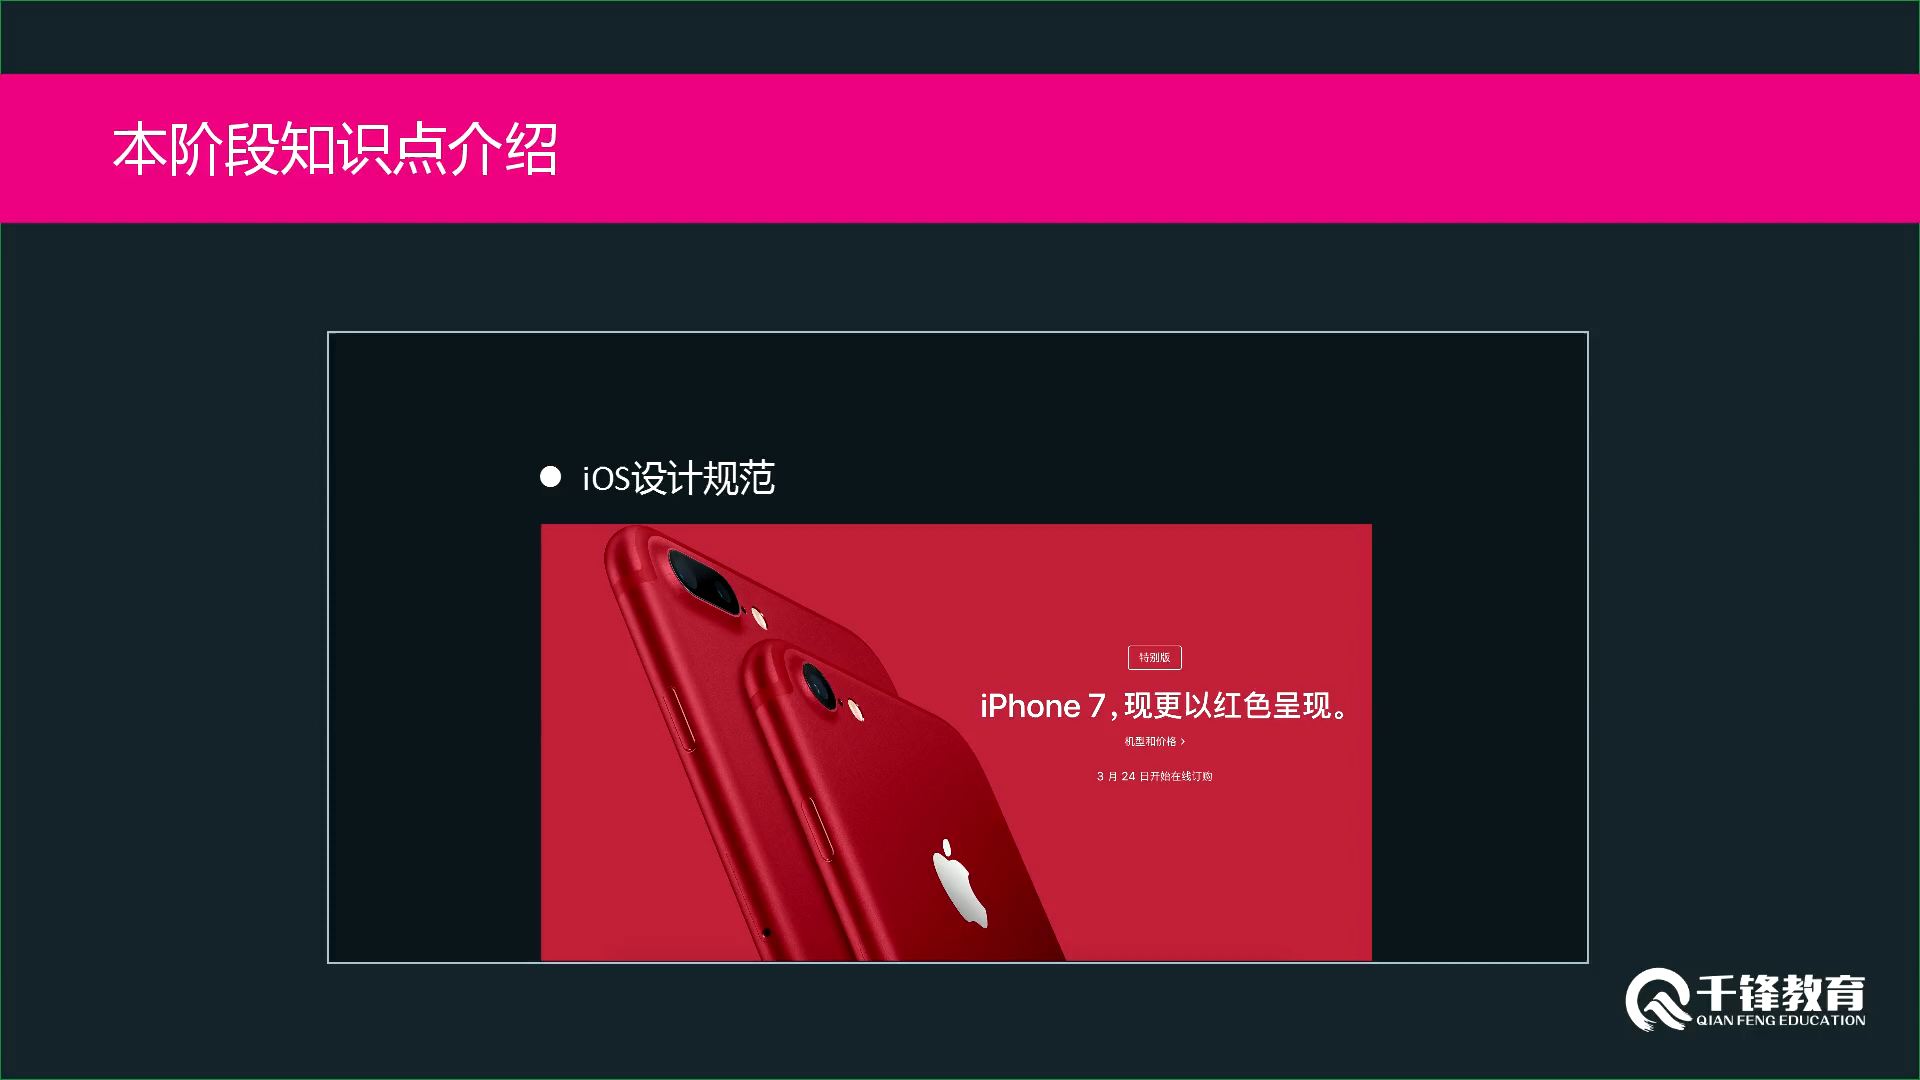 本阶段知识点介绍
iOS设计规范
特别版
iPhone 7,现更以红色呈现。
机型和价格 >
3 月 24 日开始在线订购
千锋教育
QIAN FENG EDUCATION